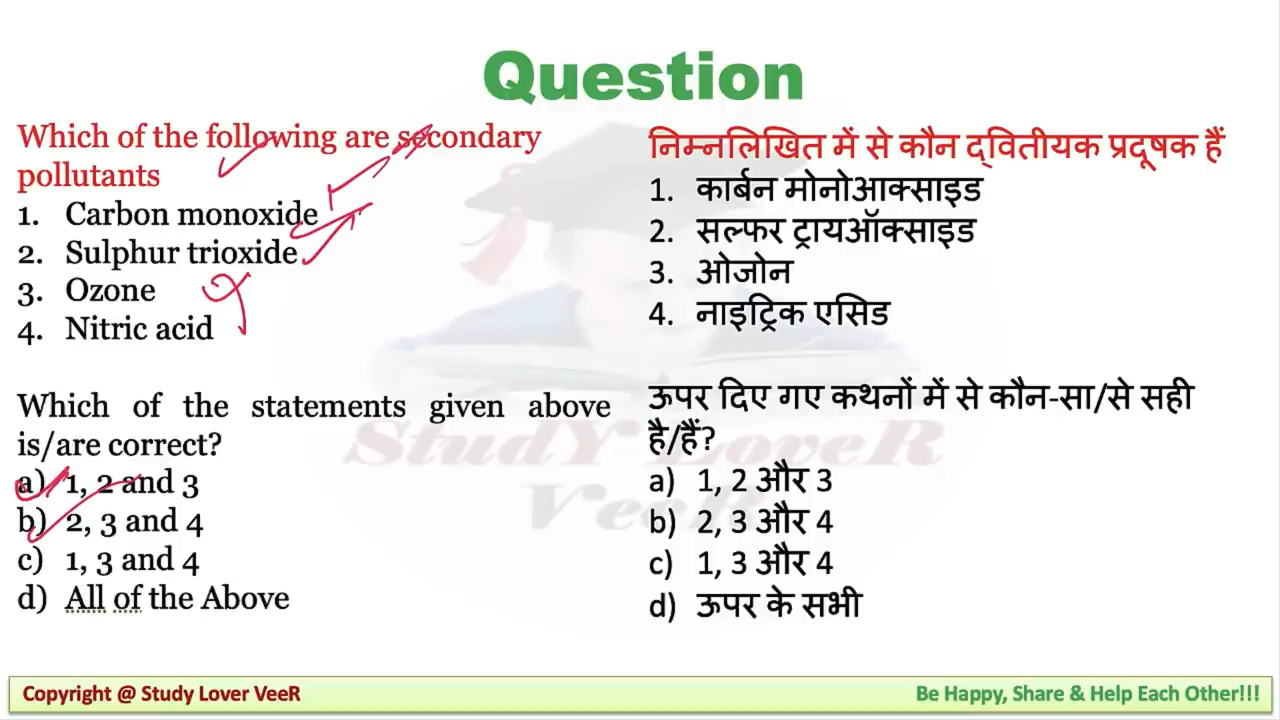 Question
Which of the following are secondary
pollutants
1. Carbon monoxide
2. Sulphur trioxide
3. Ozone
4. Nitric acid
Which of the statements given above
is/are correct?
a) 1, 2 and 3
b) 2, 3 and 4
c) 1, 3 and 4
d) All of the Above
निम्नलिखित में से कौन द्वितीयक प्रदूषक हैं
1. कार्बन मोनोआक्साइड
2. सल्फर ट्रायऑक्साइड
3. ओजोन
4. नाइट्रिक एसिड
ऊपर दिए गए कथनों में से कौन-सा/से सही
है/हैं?
a) 1, 2 और 3
b) 2, 3 और 4
c) 1, 3 और 4
d) ऊपर के सभी
StudY LoveR
VeeR
Copyright @ Study Lover VeeR
Be Happy, Share & Help Each Other!!!